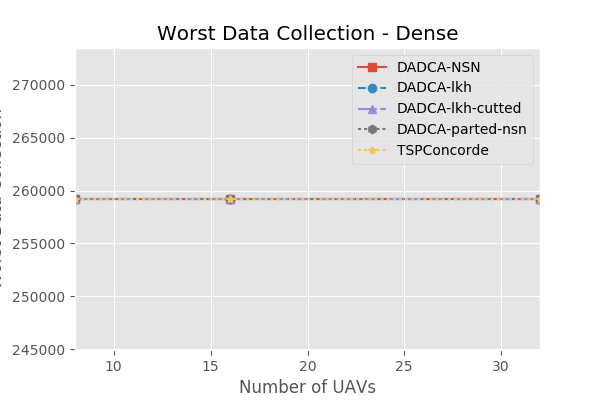 Worst Data Collection - Dense
DADCA-NSN
DADCA-lkh
DADCA-lkh-cutted
DADCA-parted-nsn
TSPConcorde
270000
265000
260000
255000
250000
245000
10
15
20
25
30
Number of UAVs